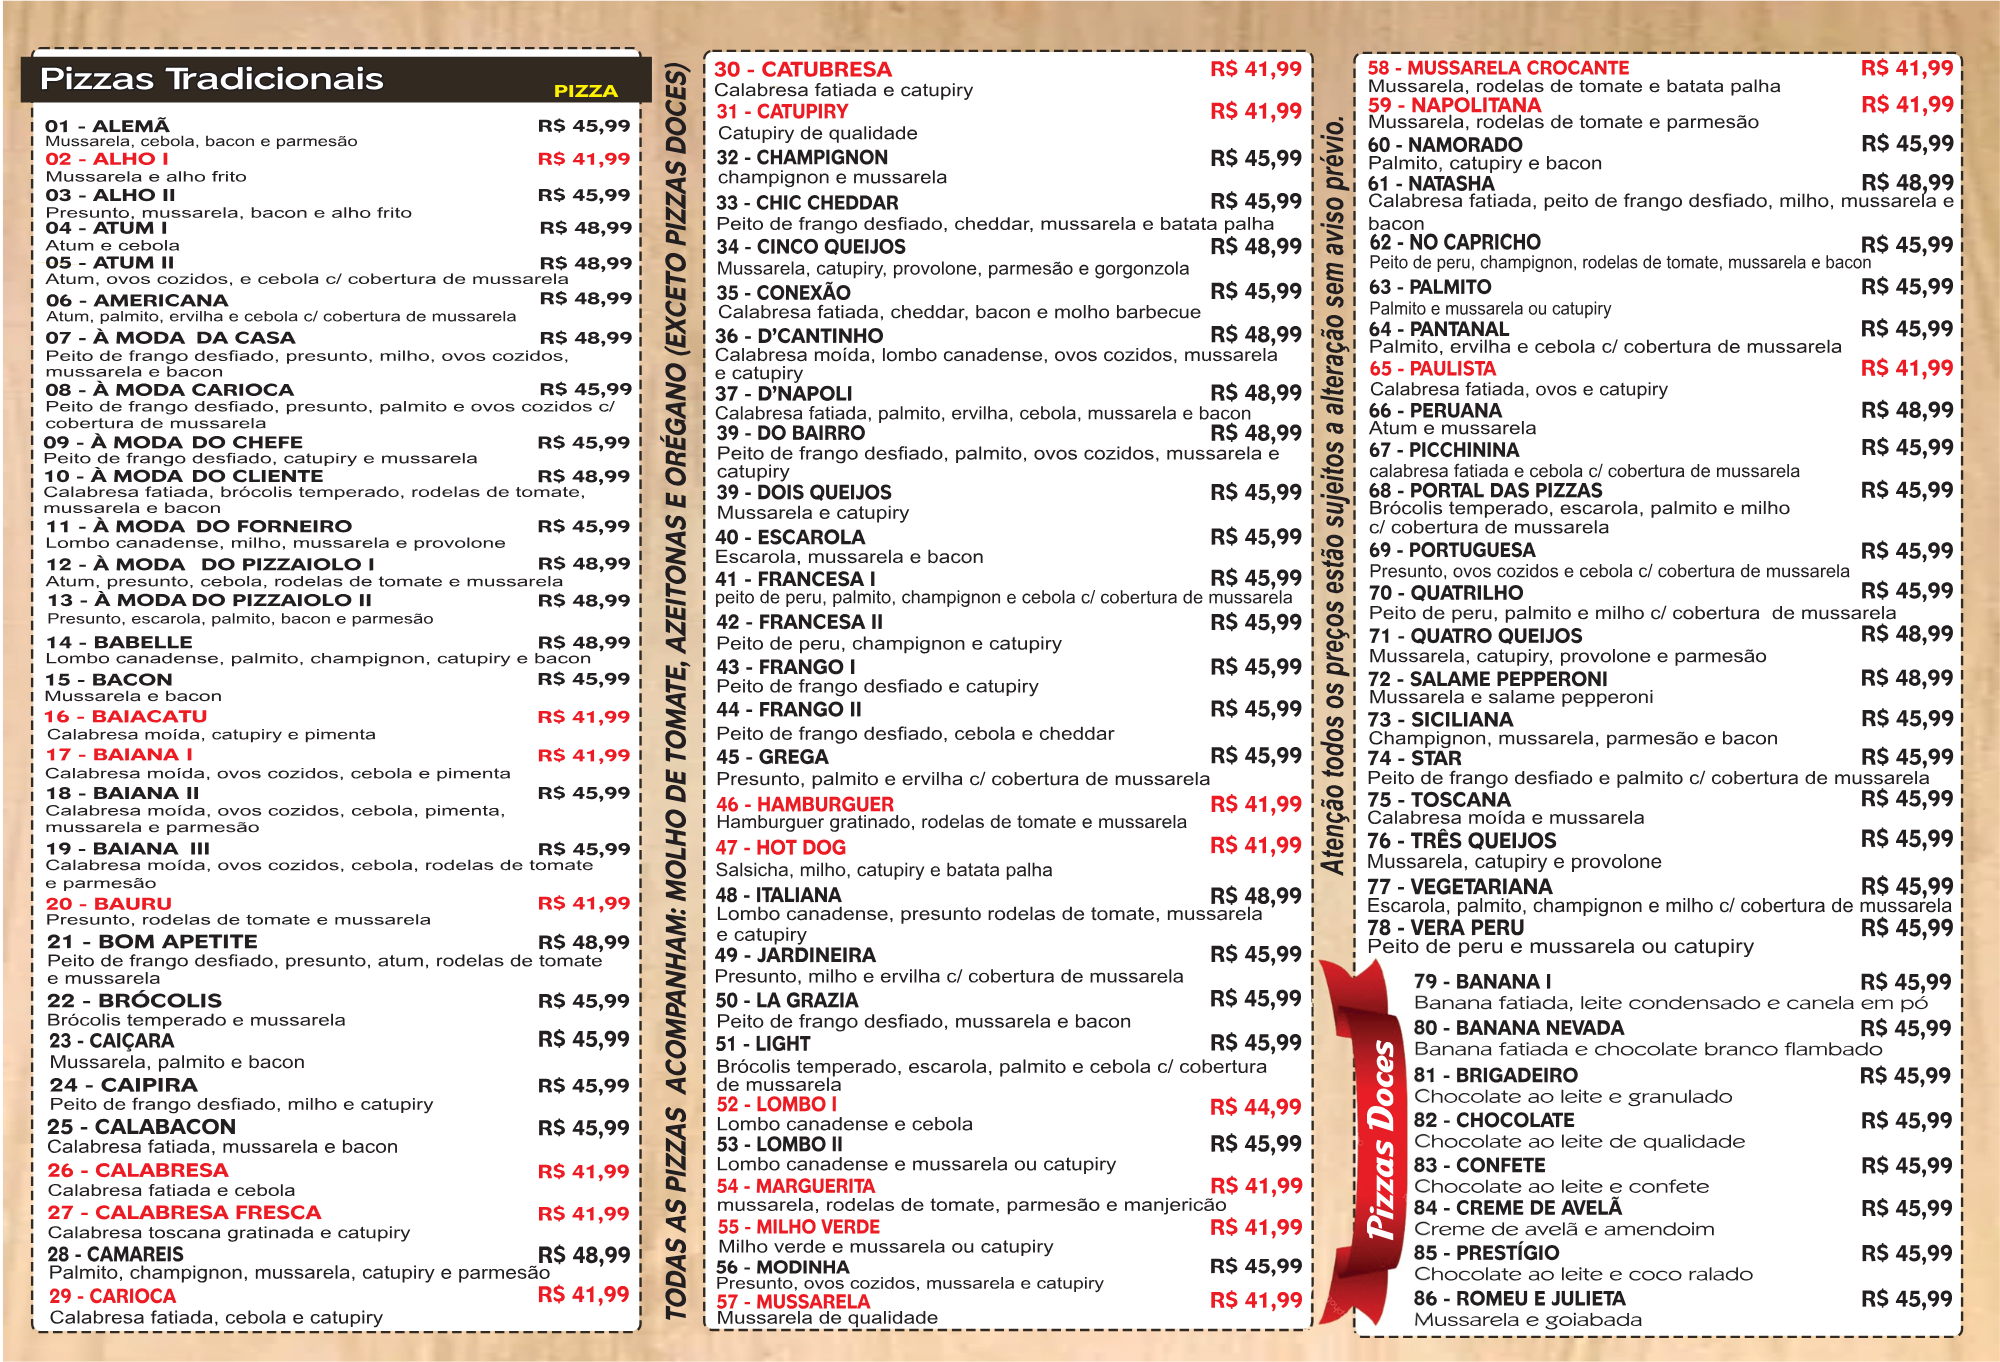 Pizzas Tradicionais
PIZZA
01 - ALEMÃ R$ 45,99
Mussarela, cebola, bacon e parmesão
02 - ALHO I R$ 41,99
Mussarela e alho frito
03 - ALHO II R$ 45,99
Presunto, mussarela, bacon e alho frito
04 - ATUM I R$ 48,99
Atum e cebola
05 - ATUM II R$ 48,99
Atum, ovos cozidos, e cebola c/ cobertura de mussarela
06 - AMERICANA R$ 48,99
Atum, palmito, ervilha e cebola c/ cobertura de mussarela
07 - À MODA DA CASA R$ 48,99
Peito de frango desfiado, presunto, milho, ovos cozidos,
mussarela e bacon
08 - À MODA CARIOCA R$ 45,99
Peito de frango desfiado, presunto, palmito e ovos cozidos c/
cobertura de mussarela
09 - À MODA DO CHEFE R$ 45,99
Peito de frango desfiado, catupiry e mussarela
10 - À MODA DO CLIENTE R$ 48,99
Calabresa fatiada, brócolis temperado, rodelas de tomate,
mussarela e bacon
11 - À MODA DO FORNEIRO R$ 45,99
Lombo canadense, milho, mussarela e provolone
12 - À MODA DO PIZZAIOLO I R$ 48,99
Atum, presunto, cebola, rodelas de tomate e mussarela
13 - À MODA DO PIZZAIOLO II R$ 48,99
Presunto, escarola, palmito, bacon e parmesão
14 - BABELLE R$ 48,99
Lombo canadense, palmito, champignon, catupiry e bacon
15 - BACON R$ 45,99
Mussarela e bacon
16 - BAIACATU R$ 41,99
Calabresa moída, catupiry e pimenta
17 - BAIANA I R$ 41,99
Calabresa moída, ovos cozidos, cebola e pimenta
18 - BAIANA II R$ 45,99
Calabresa moída, ovos cozidos, cebola, pimenta,
mussarela e parmesão
19 - BAIANA III R$ 45,99
Calabresa moída, ovos cozidos, cebola, rodelas de tomate
e parmesão
20 - BAURU R$ 41,99
Presunto, rodelas de tomate e mussarela
21 - BOM APETITE R$ 48,99
Peito de frango desfiado, presunto, atum, rodelas de tomate
e mussarela
22 - BRÓCOLIS R$ 45,99
Brócolis temperado e mussarela
23 - CAIÇARA R$ 45,99
Mussarela, palmito e bacon
24 - CAIPIRA R$ 45,99
Peito de frango desfiado, milho e catupiry
25 - CALABACON R$ 45,99
Calabresa fatiada, mussarela e bacon
26 - CALABRESA R$ 41,99
Calabresa fatiada e cebola
27 - CALABRESA FRESCA R$ 41,99
Calabresa toscana gratinada e catupiry
28 - CAMAREIS R$ 48,99
Palmito, champignon, mussarela, catupiry e parmesão
29 - CARIOCA R$ 41,99
Calabresa fatiada, cebola e catupiry
TODAS AS PIZZAS ACOMPANHAM: MOLHO DE TOMATE, AZEITONAS E ORÉGANO (EXCETO PIZZAS DOCES)
30 - CATUBRESA R$ 41,99
Calabresa fatiada e catupiry
31 - CATUPIRY R$ 41,99
Catupiry de qualidade
32 - CHAMPIGNON R$ 45,99
champignon e mussarela
33 - CHIC CHEDDAR R$ 45,99
Peito de frango desfiado, cheddar, mussarela e batata palha
34 - CINCO QUEIJOS R$ 48,99
Mussarela, catupiry, provolone, parmesão e gorgonzola
35 - CONEXÃO R$ 45,99
Calabresa fatiada, cheddar, bacon e molho barbecue
36 - D'CANTINHO R$ 48,99
Calabresa moída, lombo canadense, ovos cozidos, mussarela
e catupiry
37 - D'NAPOLI R$ 48,99
Calabresa fatiada, palmito, ervilha, cebola, mussarela e bacon
39 - DO BAIRRO R$ 48,99
Peito de frango desfiado, palmito, ovos cozidos, mussarela e
catupiry
39 - DOIS QUEIJOS R$ 45,99
Mussarela e catupiry
40 - ESCAROLA R$ 45,99
Escarola, mussarela e bacon
41 - FRANCESA I R$ 45,99
peito de peru, palmito, champignon e cebola c/ cobertura de mussarela
42 - FRANCESA II R$ 45,99
Peito de peru, champignon e catupiry
43 - FRANGO I R$ 45,99
Peito de frango desfiado e catupiry
44 - FRANGO II R$ 45,99
Peito de frango desfiado, cebola e cheddar
45 - GREGA R$ 45,99
Presunto, palmito e ervilha c/ cobertura de mussarela
46 - HAMBURGUER R$ 41,99
Hamburguer gratinado, rodelas de tomate e mussarela
47 - HOT DOG R$ 41,99
Salsicha, milho, catupiry e batata palha
48 - ITALIANA R$ 48,99
Lombo canadense, presunto rodelas de tomate, mussarela
e catupiry
49 - JARDINEIRA R$ 45,99
Presunto, milho e ervilha c/ cobertura de mussarela
50 - LA GRAZIA R$ 45,99
Peito de frango desfiado, mussarela e bacon
51 - LIGHT R$ 45,99
Brócolis temperado, escarola, palmito e cebola c/ cobertura
de mussarela
52 - LOMBO I R$ 44,99
Lombo canadense e cebola
53 - LOMBO II R$ 45,99
Lombo canadense e mussarela ou catupiry
54 - MARGUERITA R$ 41,99
mussarela, rodelas de tomate, parmesão e manjericão
55 - MILHO VERDE R$ 41,99
Milho verde e mussarela ou catupiry
56 - MODINHA R$ 45,99
Presunto, ovos cozidos, mussarela e catupiry
57 - MUSSARELA R$ 41,99
Mussarela de qualidade
Atenção todos os preços estão sujeitos a alteração sem aviso prévio.
58 - MUSSARELA CROCANTE R$ 41,99
Mussarela, rodelas de tomate e batata palha
59 - NAPOLITANA R$ 41,99
Mussarela, rodelas de tomate e parmesão
60 - NAMORADO R$ 45,99
Palmito, catupiry e bacon
61 - NATASHA R$ 48,99
Calabresa fatiada, peito de frango desfiado, milho, mussarela e
bacon
62 - NO CAPRICHO R$ 45,99
Peito de peru, champignon, rodelas de tomate, mussarela e bacon
63 - PALMITO R$ 45,99
Palmito e mussarela ou catupiry
64 - PANTANAL R$ 45,99
Palmito, ervilha e cebola c/ cobertura de mussarela
65 - PAULISTA R$ 41,99
Calabresa fatiada, ovos e catupiry
66 - PERUANA R$ 48,99
Atum e mussarela
67 - PICCHININA R$ 45,99
calabresa fatiada e cebola c/ cobertura de mussarela
68 - PORTAL DAS PIZZAS R$ 45,99
Brócolis temperado, escarola, palmito e milho
c/ cobertura de mussarela
69 - PORTUGUESA R$ 45,99
Presunto, ovos cozidos e cebola c/ cobertura de mussarela
70 - QUATRILHO R$ 45,99
Peito de peru, palmito e milho c/ cobertura de mussarela
71 - QUATRO QUEIJOS R$ 48,99
Mussarela, catupiry, provolone e parmesão
72 - SALAME PEPPERONI R$ 48,99
Mussarela e salame pepperoni
73 - SICILIANA R$ 45,99
Champignon, mussarela, parmesão e bacon
74 - STAR R$ 45,99
Peito de frango desfiado e palmito c/ cobertura de mussarela
75 - TOSCANA R$ 45,99
Calabresa moída e mussarela
76 - TRÊS QUEIJOS R$ 45,99
Mussarela, catupiry e provolone
77 - VEGETARIANA R$ 45,99
Escarola, palmito, champignon e milho c/ cobertura de mussarela
78 - VERA PERU R$ 45,99
Peito de peru e mussarela ou catupiry
Pizzas Doces
79 - BANANA I R$ 45,99
Banana fatiada, leite condensado e canela em pó
80 - BANANA NEVADA R$ 45,99
Banana fatiada e chocolate branco flambado
81 - BRIGADEIRO R$ 45,99
Chocolate ao leite e granulado
82 - CHOCOLATE R$ 45,99
Chocolate ao leite de qualidade
83 - CONFETE R$ 45,99
Chocolate ao leite e confete
84 - CREME DE AVELÃ R$ 45,99
Creme de avelã e amendoim
85 - PRESTÍGIO R$ 45,99
Chocolate ao leite e coco ralado
86 - ROMEU E JULIETA R$ 45,99
Mussarela e goiabada